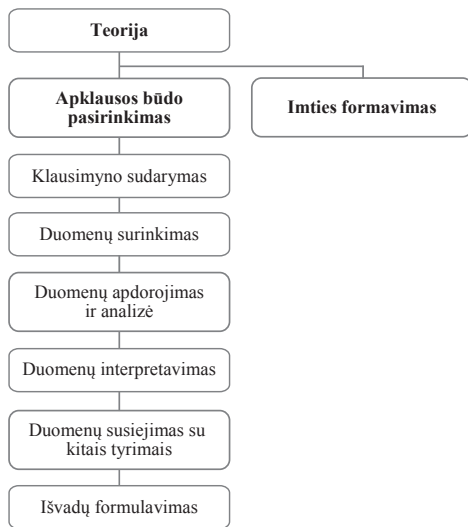 Teorija
Apklausos būdo
pasirinkimas
Imties formavimas
Klausimyno sudarymas
Duomenų surinkimas
Duomenų apdorojimas
ir analizė
Duomenų interpretavimas
Duomenų susiejimas su
kitais tyrimais
Išvadų formulavimas